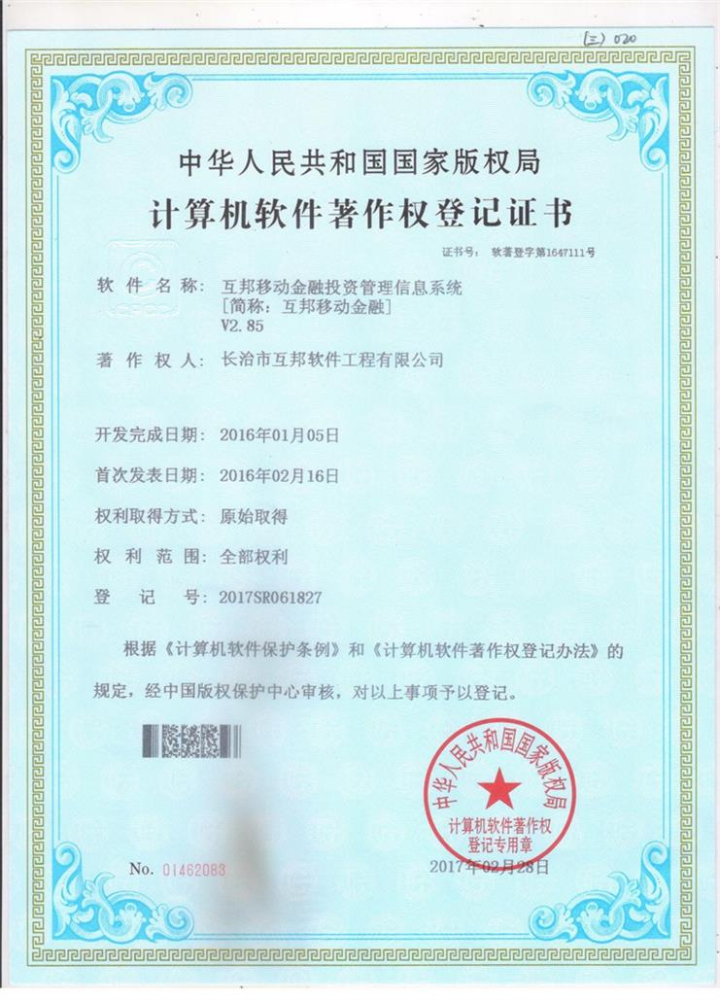 (三) 020
中华人民共和国国家版权局
计算机软件著作权登记证书
证书号： 软著登字第1647111号
软件名称： 互邦移动金融投资管理信息系统
[简称：互邦移动金融]
V2.85
著作权人： 长治市互邦软件工程有限公司
开发完成日期： 2016年01月05日
首次发表日期： 2016年02月16日
权利取得方式： 原始取得
权利范围： 全部权利
登记号： 2017SR061827
根据《计算机软件保护条例》和《计算机软件著作权登记办法》的
规定，经中国版权保护中心审核，对以上事项予以登记。
中华人民共和国国家版权局
计算机软件著作权
登记专用章
No. 01462083
2017年02月28日